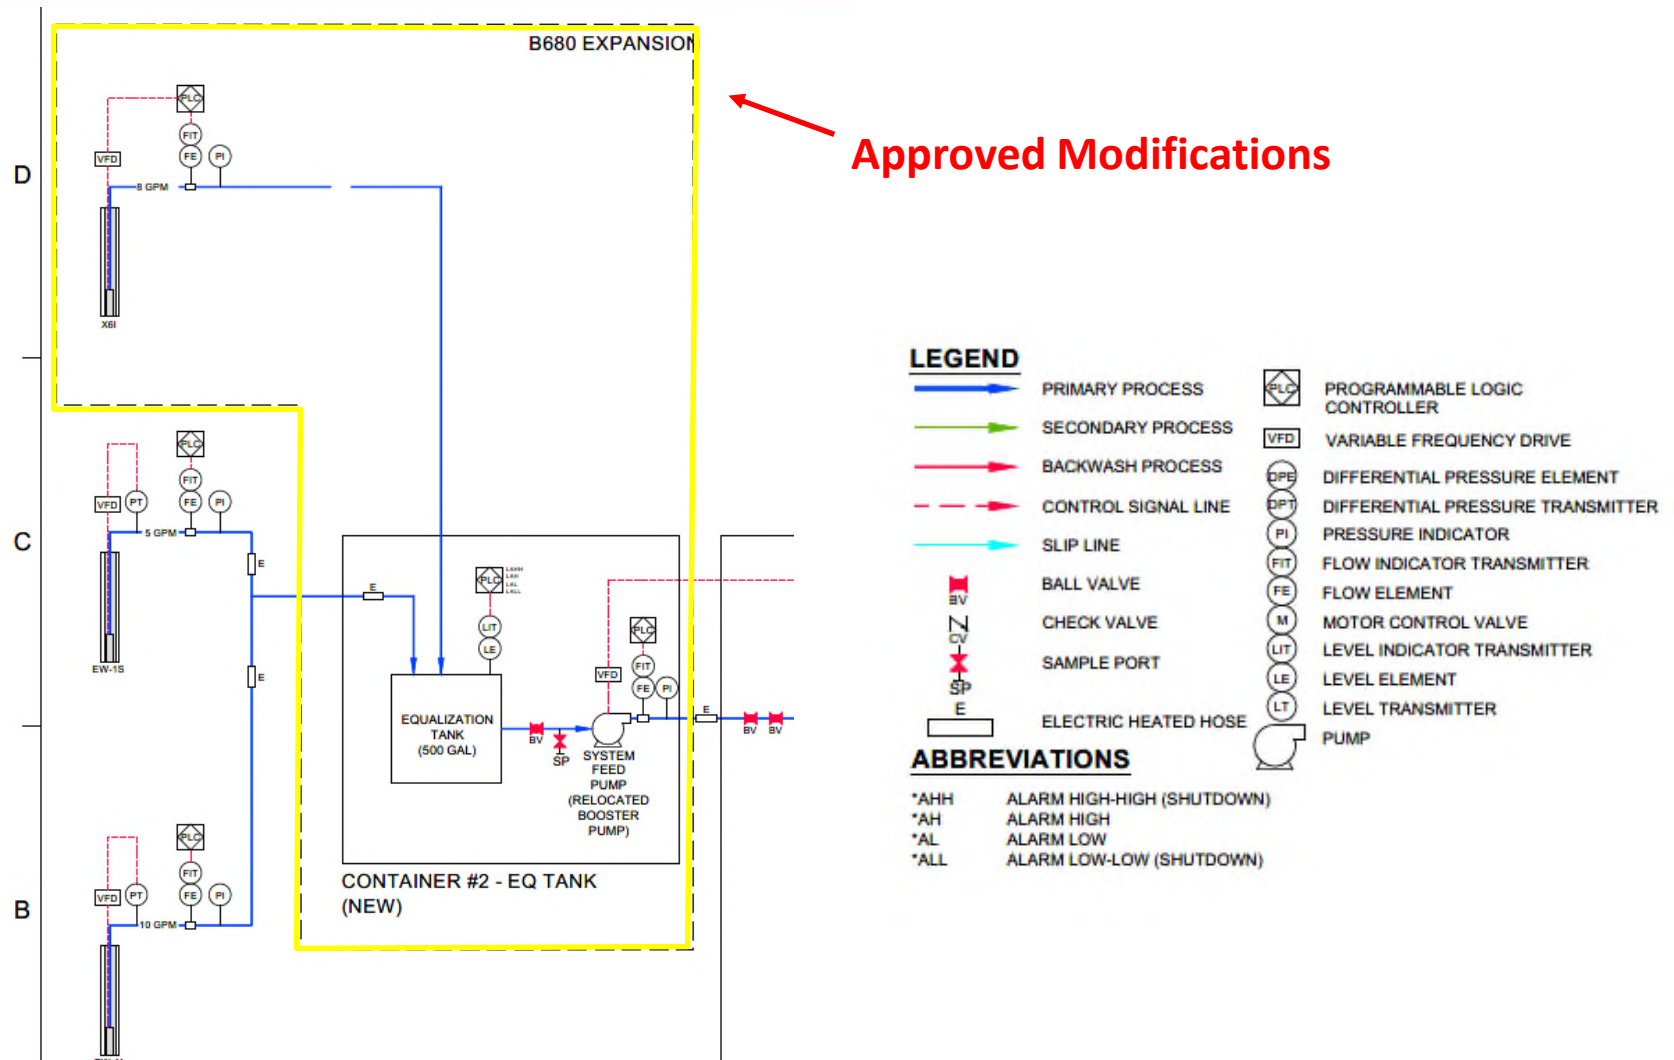 B680 EXPANSION
Approved Modifications
D
PLC
FIT
VFD
FE
PI
8 GPM
X6I
PLC
FIT
VFD
PT
FE
PI
C
5 GPM
E
E
EW-1S
E
PLC
LAHH
LAH
LAL
LALL
LIT
LE
PLC
FIT
VFD
FE
PI
E
EQUALIZATION
TANK
(500 GAL)
BV
SP
BV
BV
SYSTEM
FEED
PUMP
(RELOCATED
BOOSTER
PUMP)
CONTAINER #2 - EQ TANK
(NEW)
PLC
FIT
VFD
PT
FE
PI
B
10 GPM
LEGEND
PRIMARY PROCESS
SECONDARY PROCESS
BACKWASH PROCESS
CONTROL SIGNAL LINE
SLIP LINE
BV
BALL VALVE
CV
CHECK VALVE
SP
SAMPLE PORT
E
ELECTRIC HEATED HOSE
PLC
PROGRAMMABLE LOGIC
CONTROLLER
VFD
VARIABLE FREQUENCY DRIVE
DPE
DIFFERENTIAL PRESSURE ELEMENT
DPT
DIFFERENTIAL PRESSURE TRANSMITTER
PI
PRESSURE INDICATOR
FIT
FLOW INDICATOR TRANSMITTER
FE
FLOW ELEMENT
M
MOTOR CONTROL VALVE
LIT
LEVEL INDICATOR TRANSMITTER
LE
LEVEL ELEMENT
LT
LEVEL TRANSMITTER
PUMP
ABBREVIATIONS
*AHH ALARM HIGH-HIGH (SHUTDOWN)
*AH ALARM HIGH
*AL ALARM LOW
*ALL ALARM LOW-LOW (SHUTDOWN)